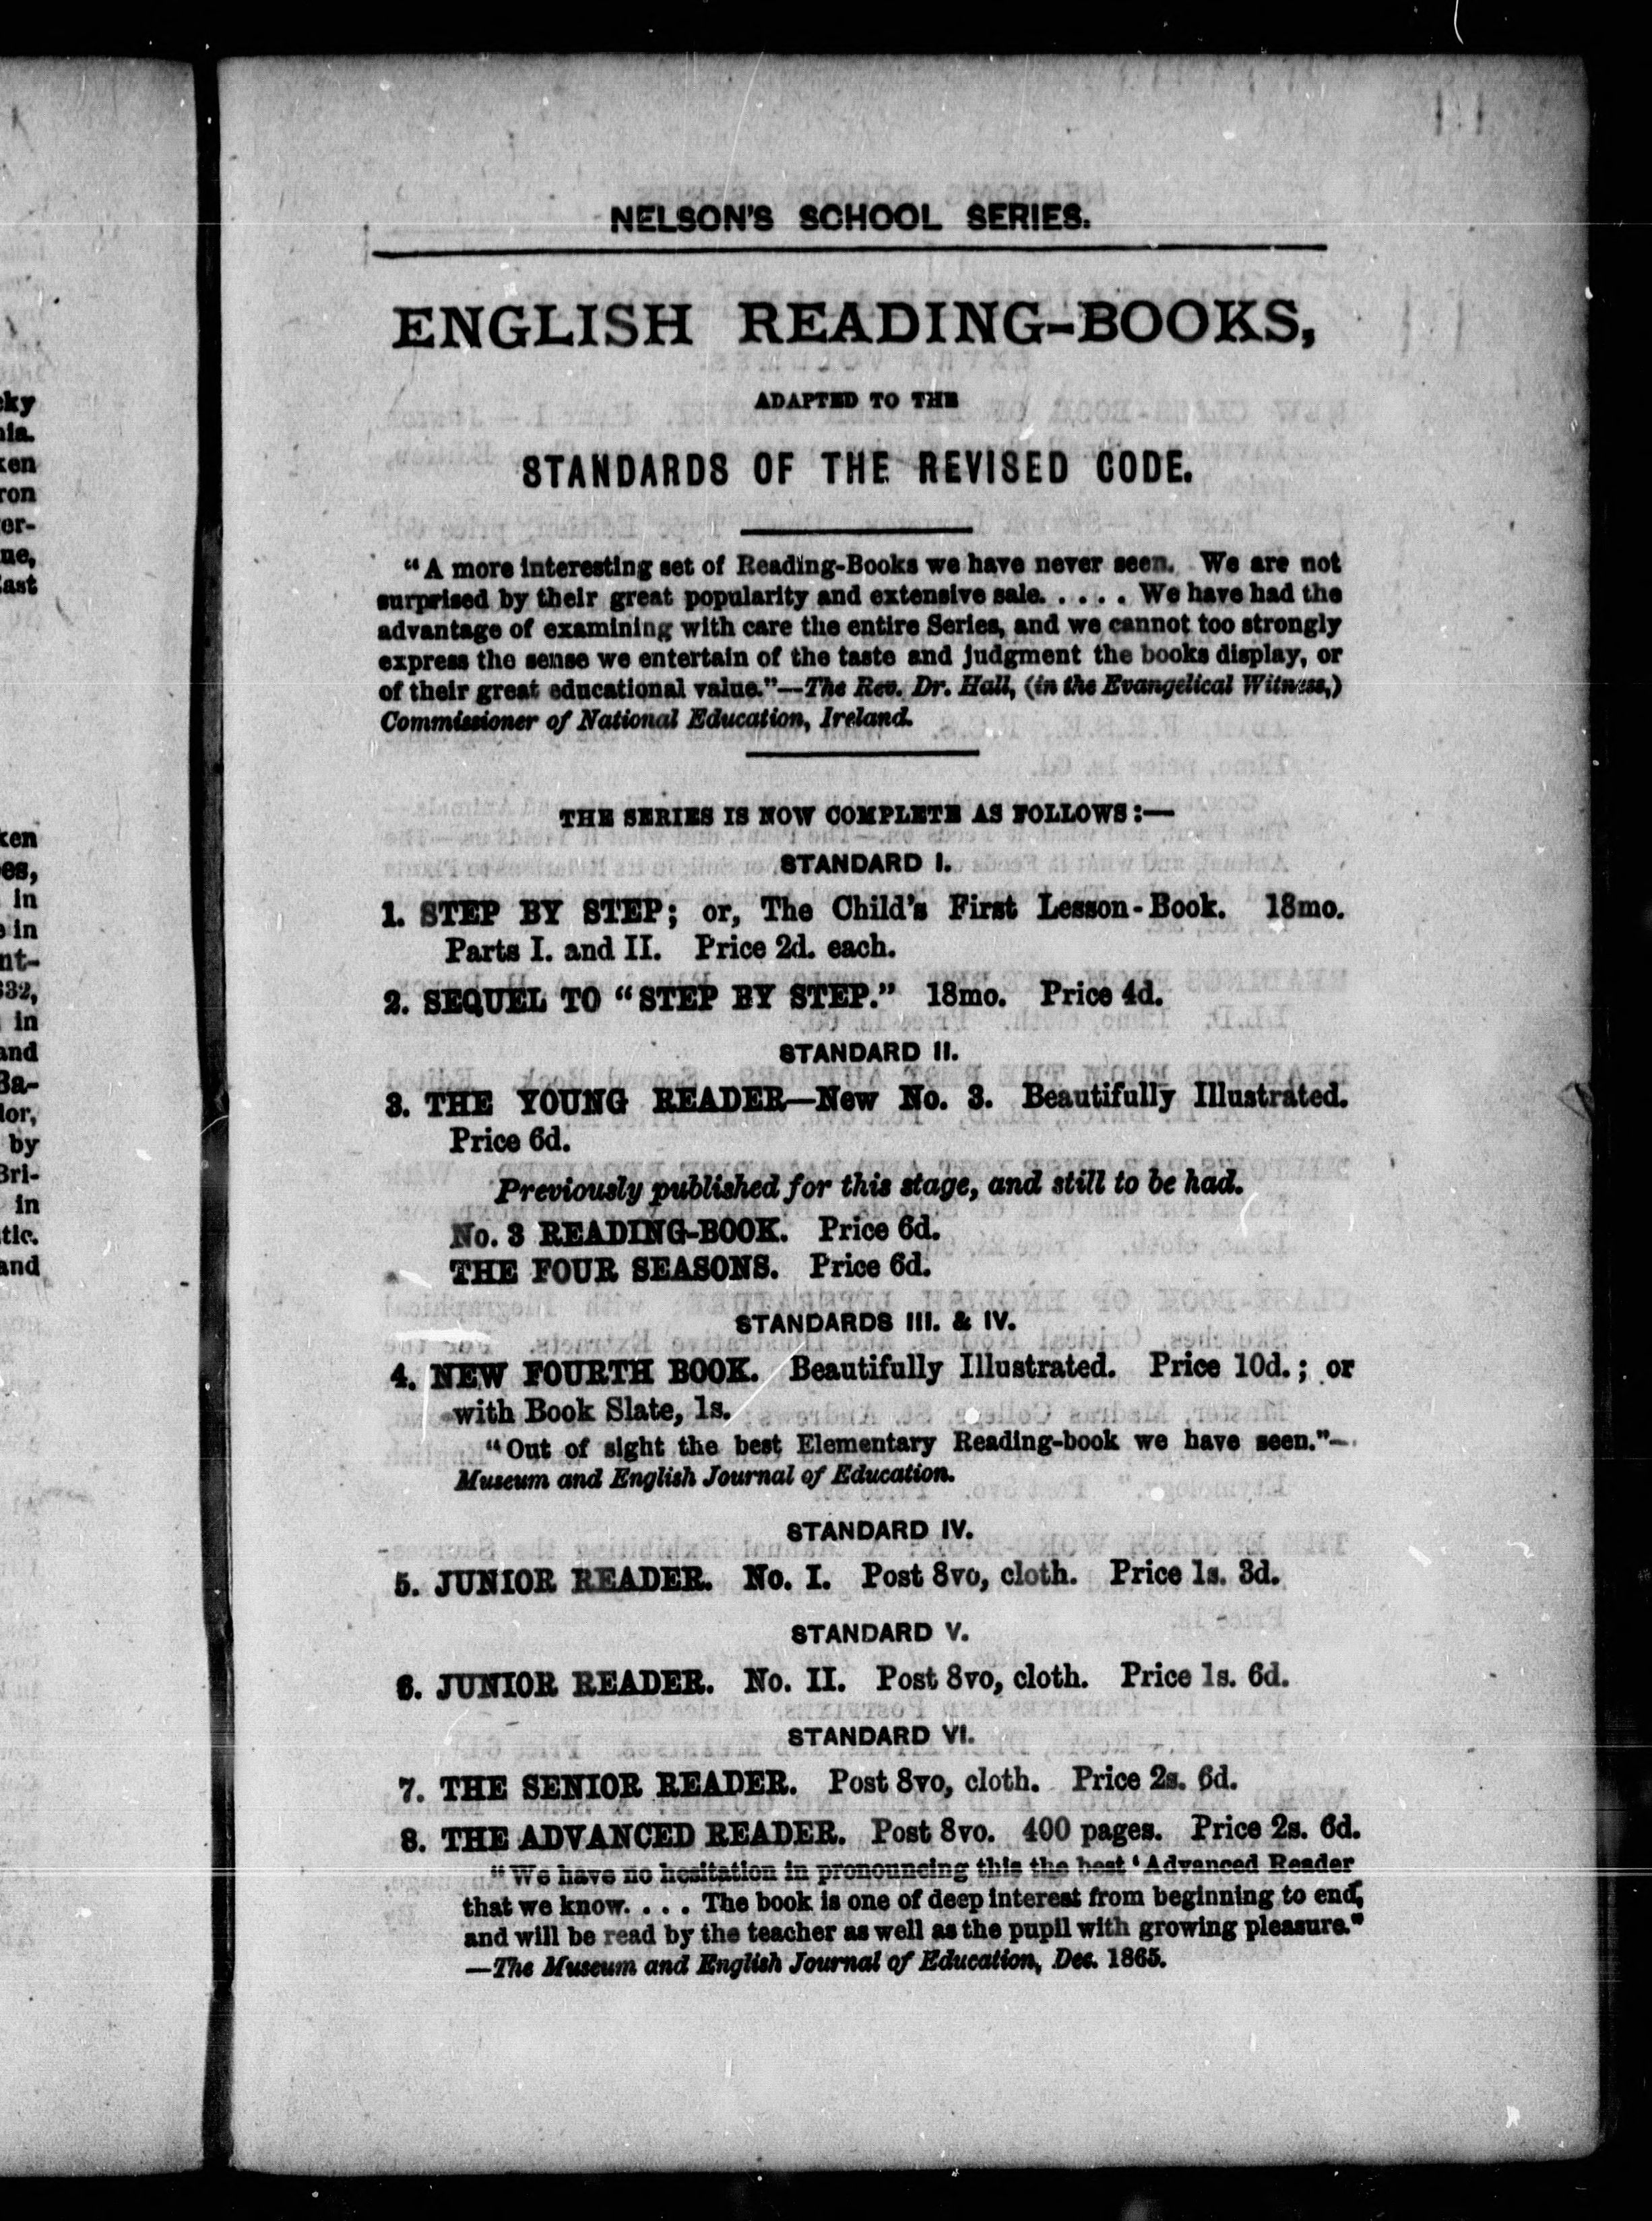 NELSON'S SCHOOL SERIES.
ENGLISH READING-BOOKS,
ADAPTED TO THE
STANDARDS OF THE REVISED CODE.
"A more interesting set of Reading-Books we have never seen. We are not
surprised by their great popularity and extensive sale. . . . . We have had the
advantage of examining with care the entire Series, and we cannot too strongly
express the sense we entertain of the taste and judgment the books display, or
of their great educational value."—The Rev. Dr. Hall, (in the Evangelical Witness,)
Commissioner of National Education, Ireland.
THE SERIES IS NOW COMPLETE AS FOLLOWS:—
STANDARD I.
1. STEP BY STEP; or, The Child's First Lesson-Book. 18mo.
Parts I. and II. Price 2d. each.
2. SEQUEL TO "STEP BY STEP." 18mo. Price 4d.
STANDARD II.
3. THE YOUNG READER—New No. 3. Beautifully Illustrated.
Price 6d.
Previously published for this stage, and still to be had.
No. 3 READING-BOOK. Price 6d.
THE FOUR SEASONS. Price 6d.
STANDARDS III. & IV.
4. NEW FOURTH BOOK. Beautifully Illustrated. Price 10d.; or
with Book Slate, 1s.
"Out of sight the best Elementary Reading-book we have seen."—
Museum and English Journal of Education.
STANDARD IV.
5. JUNIOR READER. No. I. Post 8vo, cloth. Price 1s. 3d.
STANDARD V.
6. JUNIOR READER. No. II. Post 8vo, cloth. Price 1s. 6d.
STANDARD VI.
7. THE SENIOR READER. Post 8vo, cloth. Price 2s. 6d.
8. THE ADVANCED READER. Post 8vo. 400 pages. Price 2s. 6d.
"We have no hesitation in pronouncing this the best 'Advanced Reader
that we know. . . . The book is one of deep interest from beginning to end,
and will be read by the teacher as well as the pupil with growing pleasure."
—The Museum and English Journal of Education, Dec. 1865.